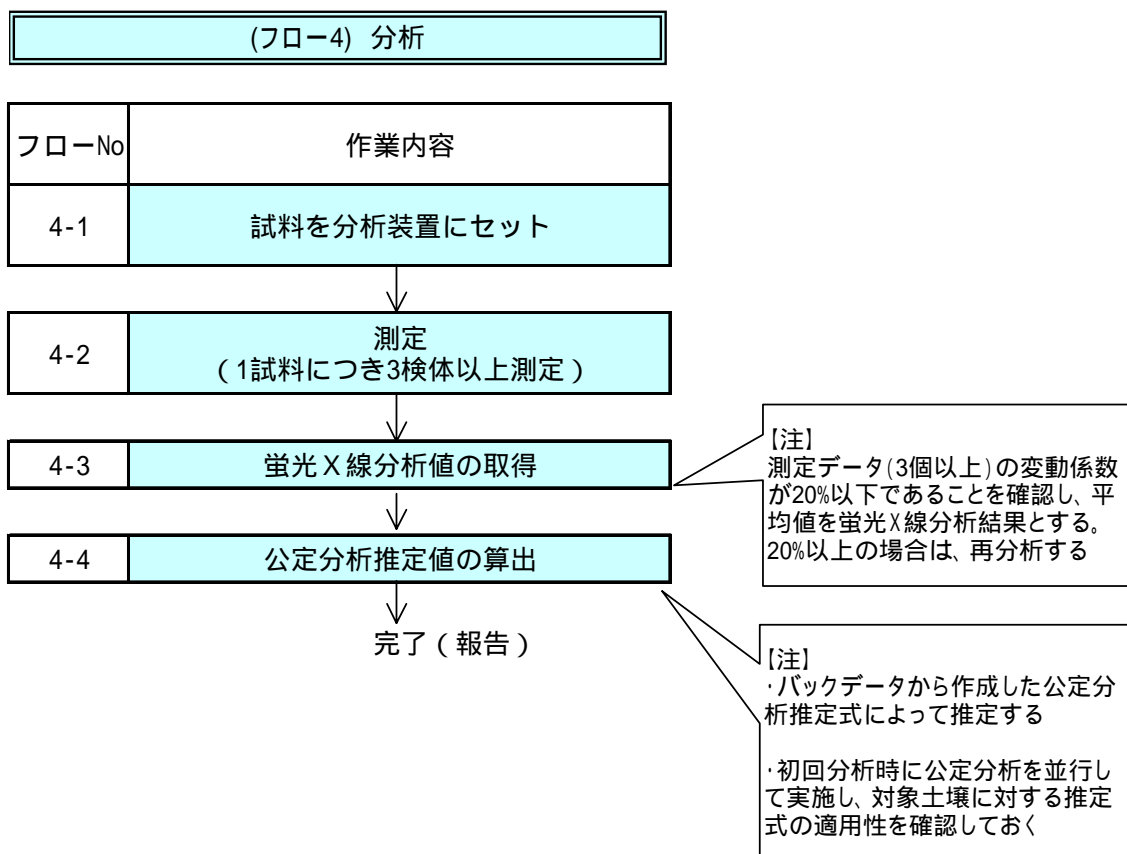 (フロー4) 分析
フローNo 作業内容
4-1 試料を分析装置にセット
4-2 測定
(1試料につき3検体以上測定)
4-3 蛍光X線分析値の取得
4-4 公定分析推定値の算出
完了(報告)
【注】
測定データ(3個以上)の変動係数
が20%以下であることを確認し、平
均値を蛍光X線分析結果とする。
20%以上の場合は、再分析する
【注】
・バックデータから作成した公定分
析推定式によって推定する
・初回分析時に公定分析を並行し
て実施し、対象土壌に対する推定
式の適用性を確認しておく